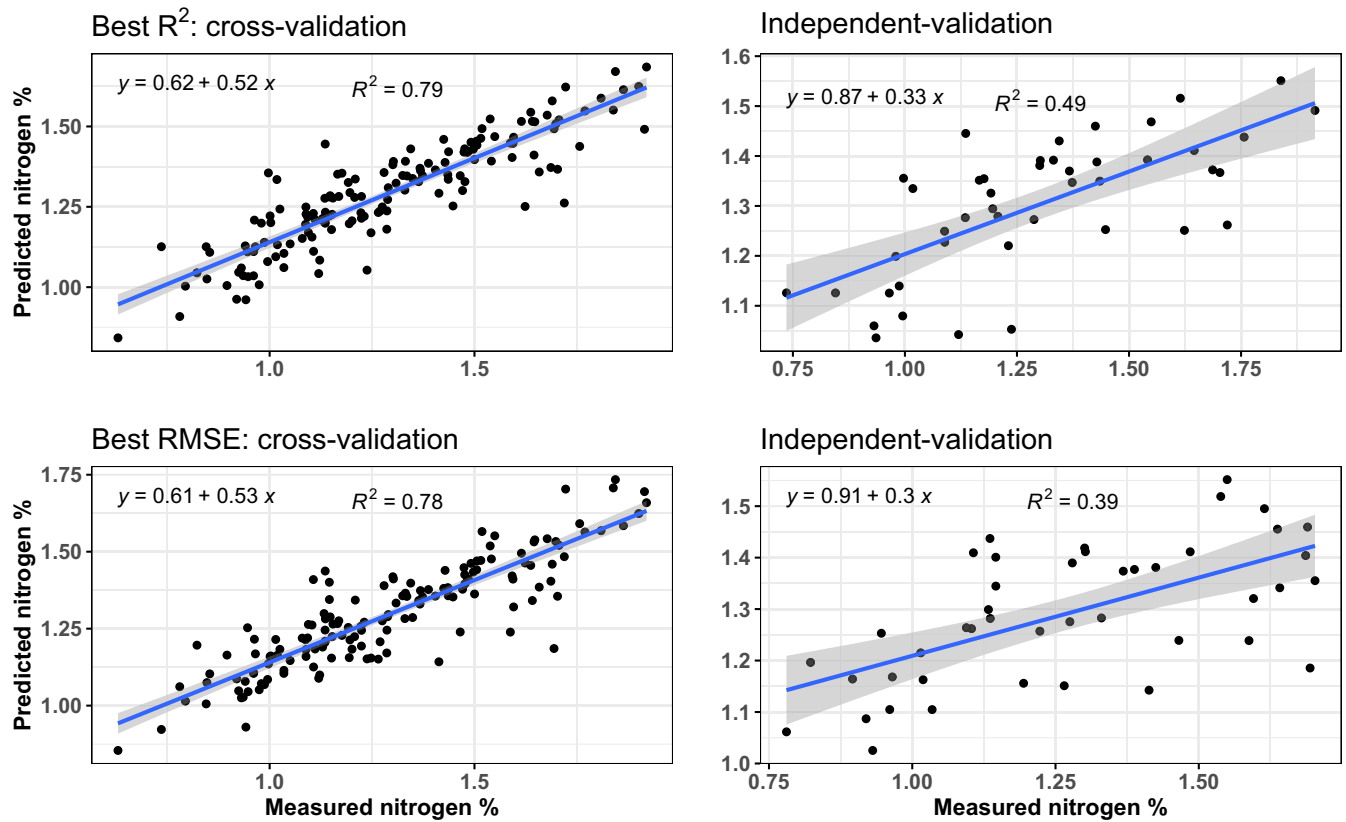 Best R²: cross-validation
Independent-validation
Predicted nitrogen %
y = 0.62 + 0.52 x
R² = 0.79
1.50
1.25
1.00
1.0
1.5
y = 0.87 + 0.33 x
R² = 0.49
1.6
1.5
1.4
1.3
1.2
1.1
0.75
1.00
1.25
1.50
1.75
Best RMSE: cross-validation
Independent-validation
Predicted nitrogen %
y = 0.61 + 0.53 x
R² = 0.78
1.75
1.50
1.25
1.00
1.0
1.5
Measured nitrogen %
y = 0.91 + 0.3 x
R² = 0.39
1.5
1.4
1.3
1.2
1.1
1.0
0.75
1.00
1.25
1.50
Measured nitrogen %